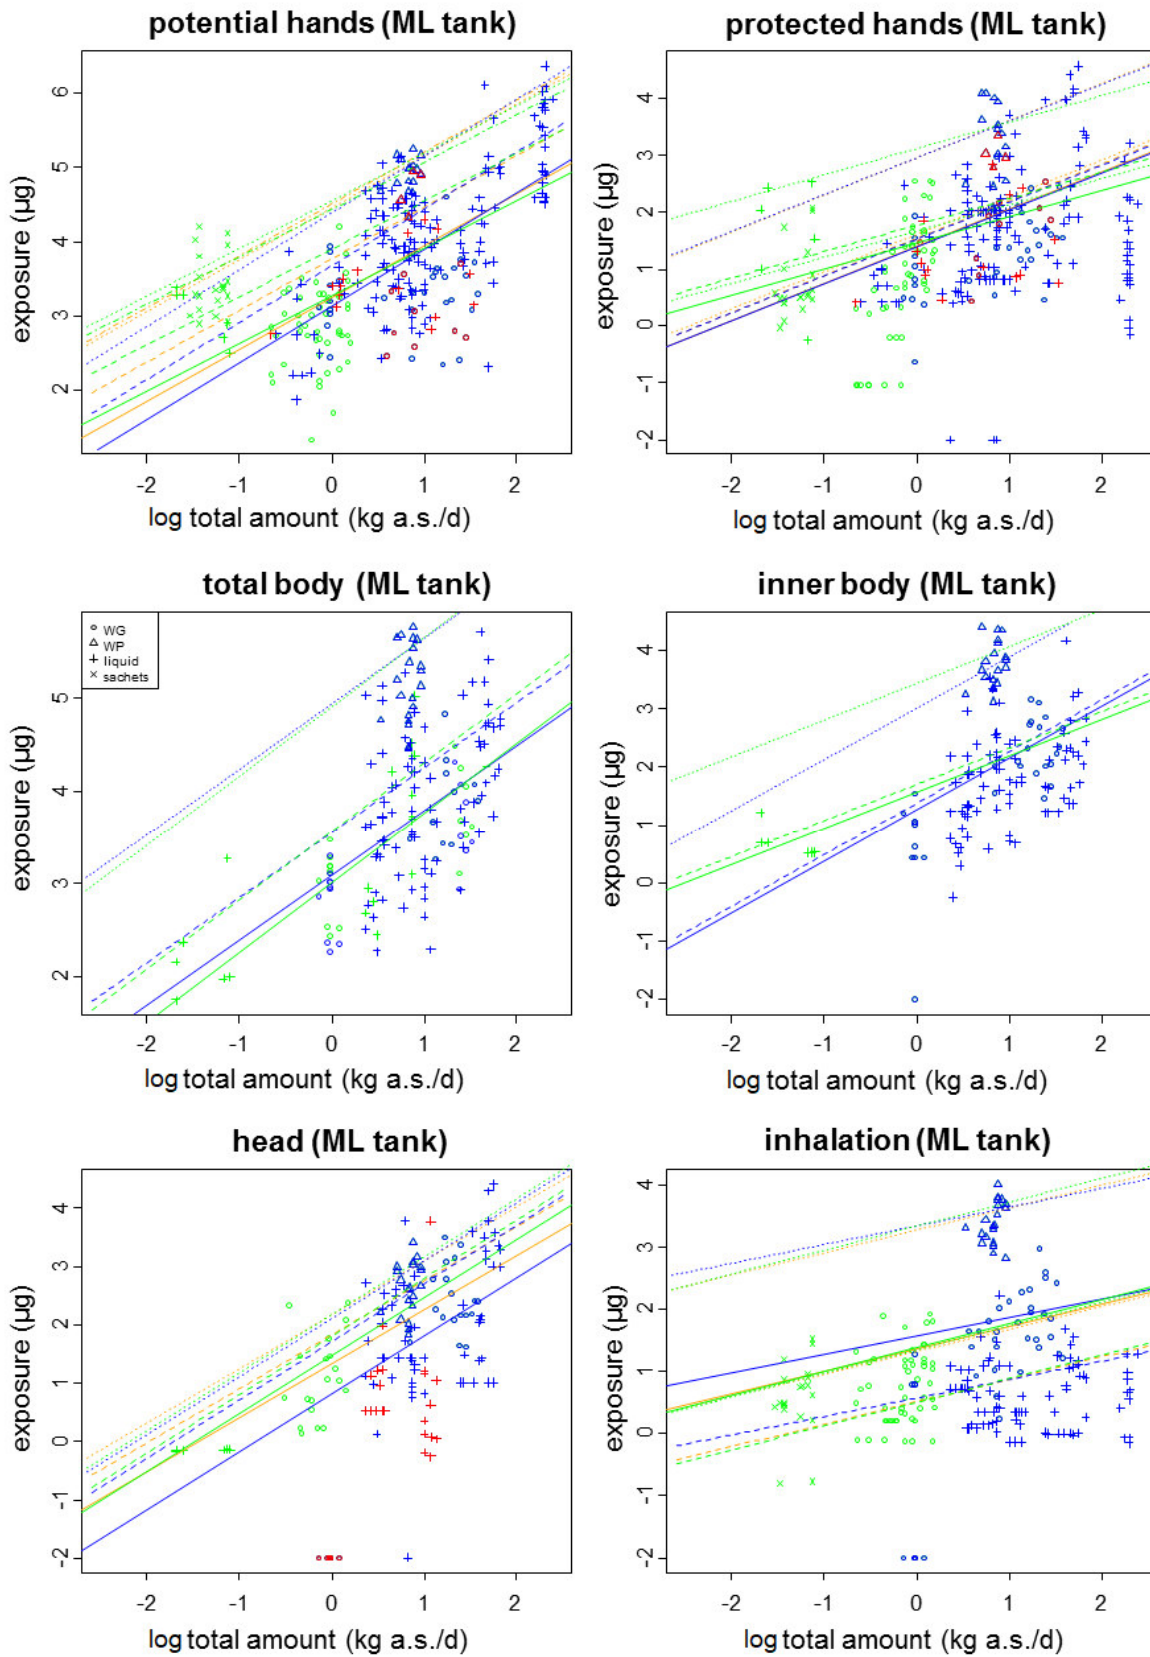 potential hands (ML tank)
protected hands (ML tank)
exposure (µg)
2 3 4 5 6
-2 -1 0 1 2
log total amount (kg a.s./d)
exposure (µg)
-2 -1 0 1 2 3 4
-2 -1 0 1 2
log total amount (kg a.s./d)
total body (ML tank)
inner body (ML tank)
WG
WP
liquid
sachets
exposure (µg)
2 3 4 5
-2 -1 0 1 2
log total amount (kg a.s./d)
exposure (µg)
-2 -1 0 1 2 3 4
-2 -1 0 1 2
log total amount (kg a.s./d)
head (ML tank)
inhalation (ML tank)
exposure (µg)
-2 -1 0 1 2 3 4
-2 -1 0 1 2
log total amount (kg a.s./d)
exposure (µg)
-2 -1 0 1 2 3 4
-2 -1 0 1 2
log total amount (kg a.s./d)